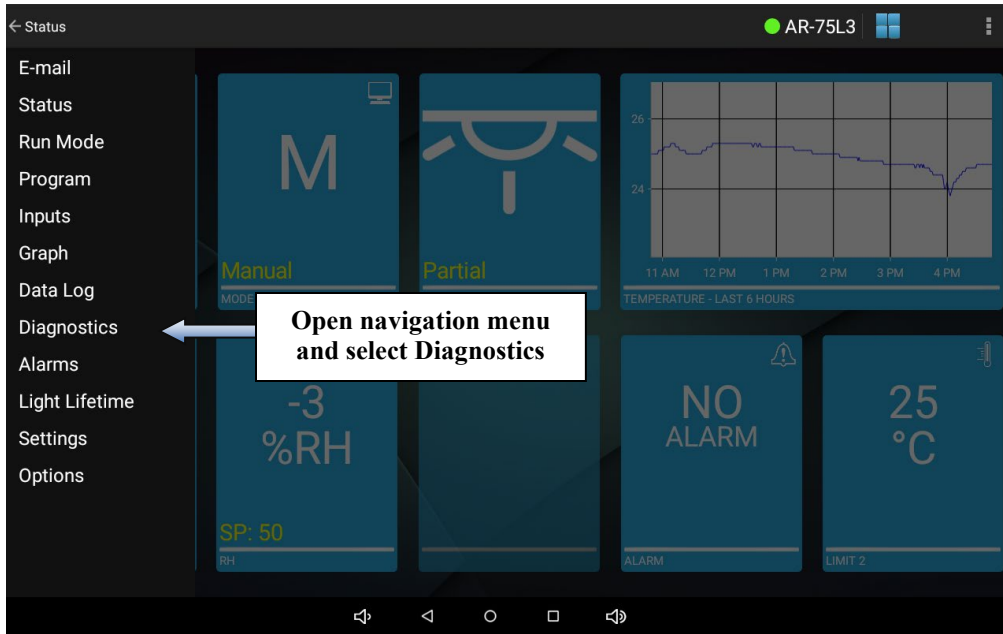 Status
AR-75L3
E-mail
Status
Run Mode
Program
Inputs
Graph
Data Log
Diagnostics
Alarms
Light Lifetime
Settings
Options
M
Manual
MODE
Partial
26
24
11 AM 12 PM 1 PM 2 PM 3 PM 4 PM
TEMPERATURE - LAST 6 HOURS
Open navigation menu
and select Diagnostics
-3
%RH
SP: 50
RH
NO
ALARM
ALARM
25
°C
LIMIT 2